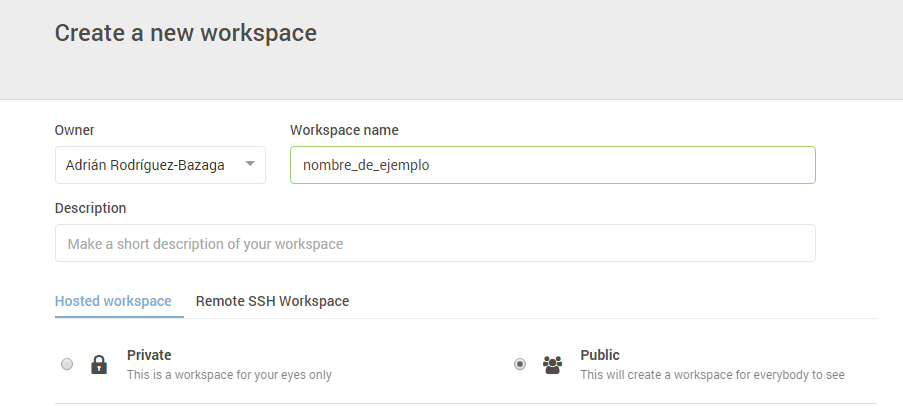 Create a new workspace
Owner
Workspace name
Adrián Rodríguez-Bazaga
nombre_de_ejemplo
Description
Make a short description of your workspace
Hosted workspace
Remote SSH Workspace
Private
This is a workspace for your eyes only
Public
This will create a workspace for everybody to see